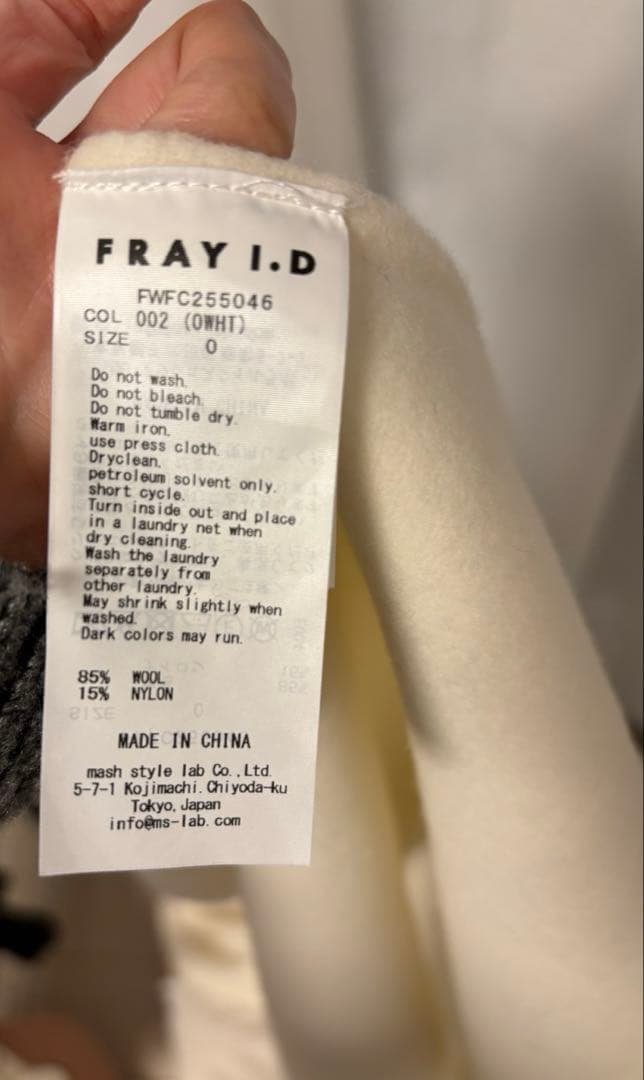 FRAY I.D
FWFC255046
COL 002 (OWHT)
SIZE 0
Do not wash.
Do not bleach.
Do not tumble dry.
Warm iron.
use press cloth.
Dryclean.
petroleum solvent only.
short cycle.
Turn inside out and place
in a laundry net when
dry cleaning.
Wash the laundry
separately from
other laundry.
May shrink slightly when
washed.
Dark colors may run.
85% WOOL
15% NYLON
MADE IN CHINA
mash style lab Co.,Ltd.
5-7-1 Kojimachi.Chiyoda-ku
Tokyo, Japan
info@ms-lab.com